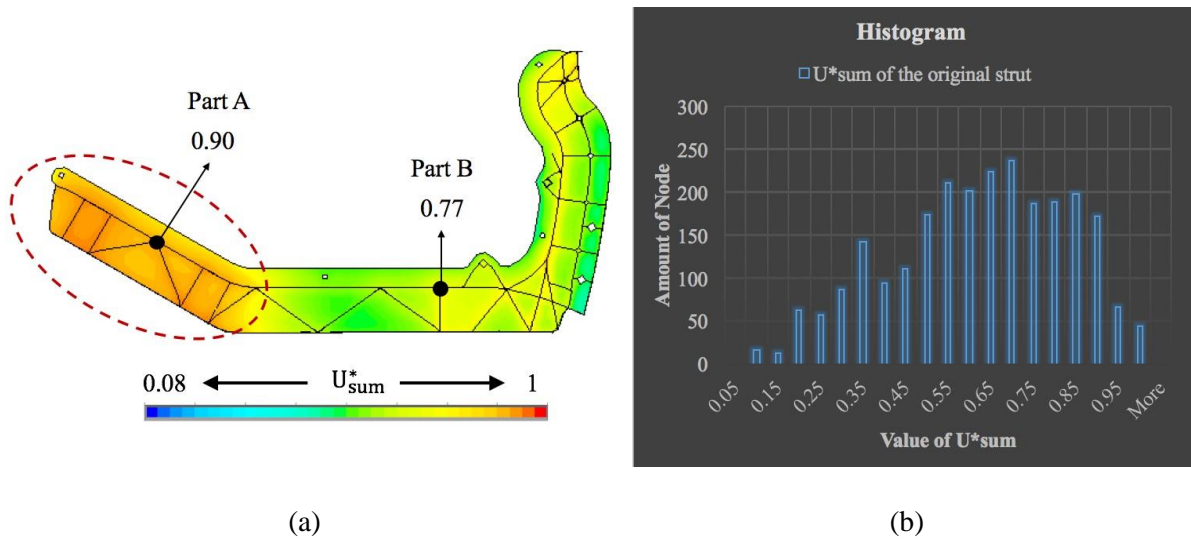 Part A
0.90
Part B
0.77
0.08 U*sum 1
(a)
Histogram
U*sum of the original strut
Amount of Node
300
250
200
150
100
50
0
0.05 0.15 0.25 0.35 0.45 0.55 0.65 0.75 0.85 0.95 More
Value of U*sum
(b)